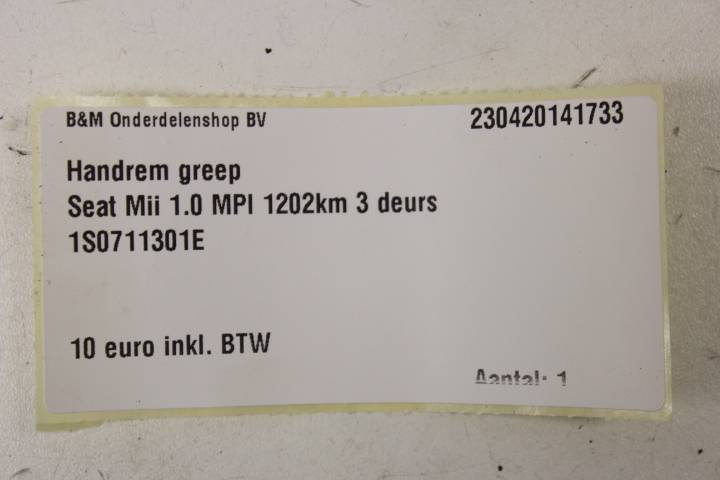 B&M Onderdelenshop BV 230420141733
Handrem greep
Seat Mii 1.0 MPI 1202km 3 deurs
1S0711301E
10 euro inkl. BTW
Aantal: 1